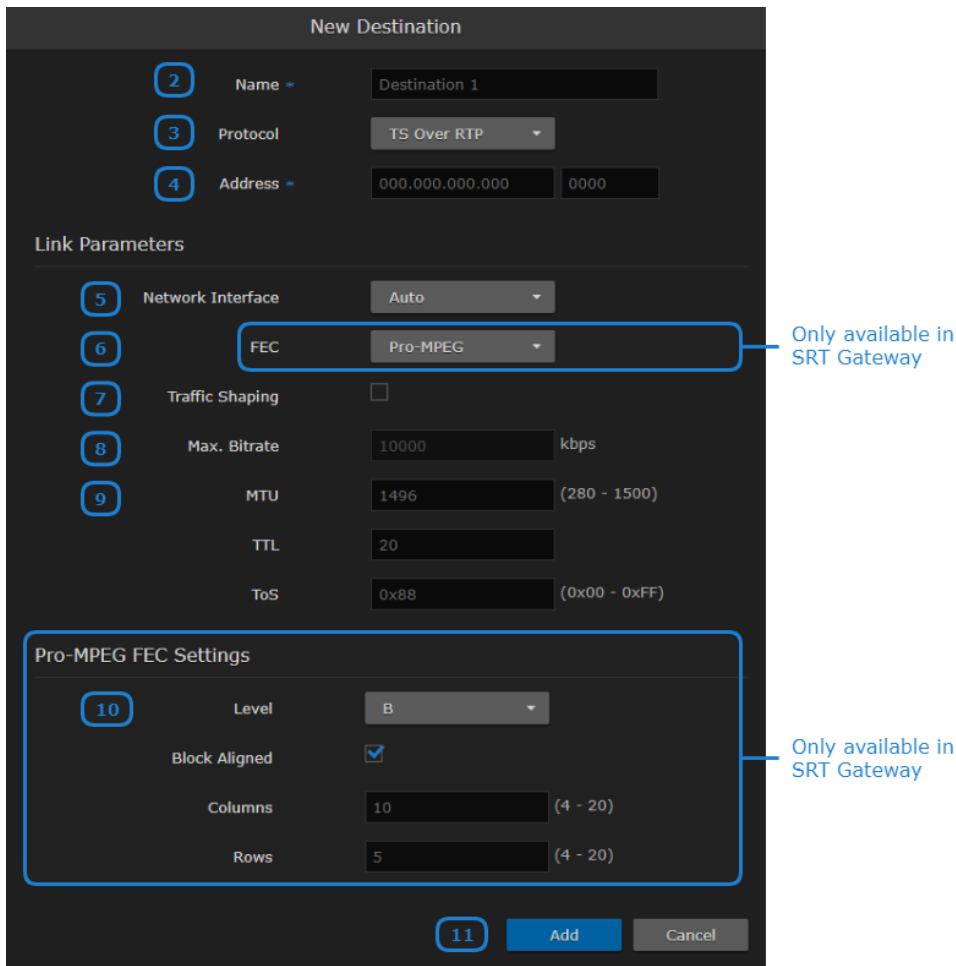 New Destination
2 Name * Destination 1
3 Protocol TS Over RTP
4 Address * 000.000.000.000 0000
Link Parameters
5 Network Interface Auto
6 FEC Pro-MPEG
Only available in
SRT Gateway
7 Traffic Shaping
8 Max. Bitrate 10000 kbps
9 MTU 1496 (280 - 1500)
TTL 20
ToS 0x88 (0x00 - 0xFF)
Pro-MPEG FEC Settings
10 Level B
Block Aligned
Only available in
SRT Gateway
Columns 10 (4 - 20)
Rows 5 (4 - 20)
11 Add Cancel